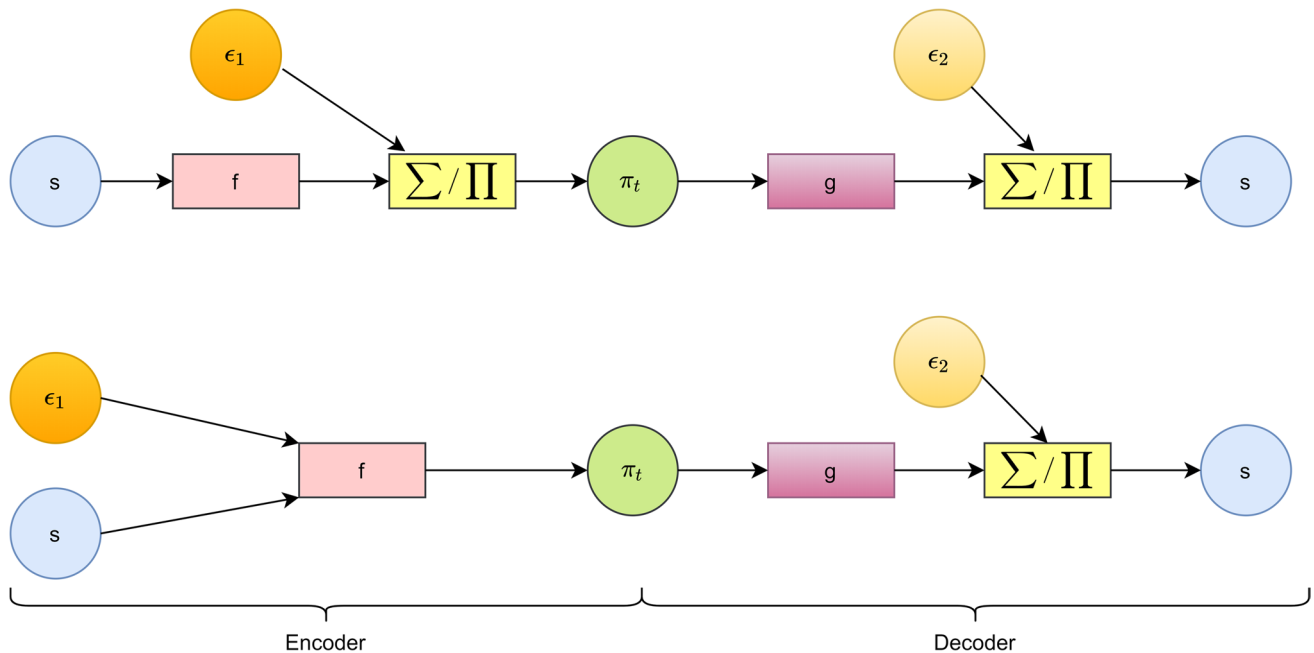 ϵ₁ ϵ₂
s f ∑/∏ πₜ g ∑/∏ s
ϵ₂
ϵ₁
f πₜ g ∑/∏ s
s
Encoder Decoder